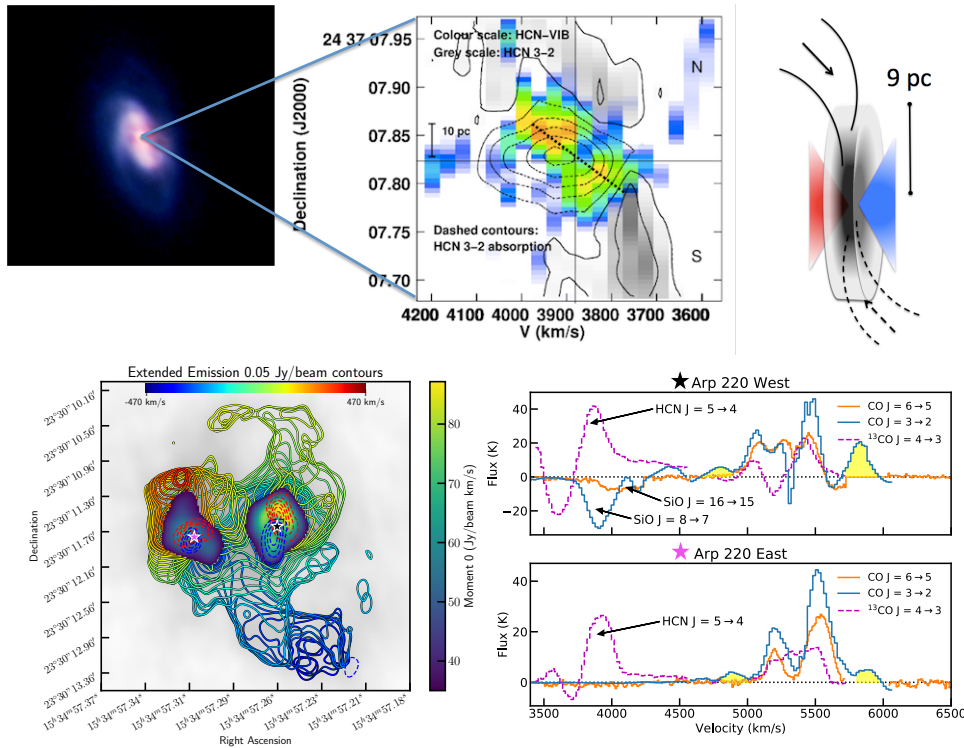 24 37 07.95
07.90
07.85
07.80
07.75
07.70
Declination (J2000)
Colour scale: HCN-VIB
Grey scale: HCN 3-2
N
10 pc
Dashed contours:
HCN 3-2 absorption
S
4200 4100 4000 3900 3800 3700 3600
V (km/s)
9 pc
Extended Emission 0.05 Jy/beam contours
-470 km/s
470 km/s
23°30'10.16"
23°30'10.56"
23°30'10.96"
23°30'11.36"
23°30'11.76"
23°30'12.16"
23°30'12.56"
23°30'12.96"
23°30'13.36"
Declination
15ʰ34ᵐ57.37ˢ
15ʰ34ᵐ57.34ˢ
15ʰ34ᵐ57.31ˢ
15ʰ34ᵐ57.29ˢ
15ʰ34ᵐ57.26ˢ
15ʰ34ᵐ57.23ˢ
15ʰ34ᵐ57.21ˢ
15ʰ34ᵐ57.18ˢ
Right Ascension
80
70
60
50
40
Moment 0 (Jy/beam km/s)
★ Arp 220 West
40
20
0
−20
Flux (K)
HCN J = 5→4
SiO J = 16→15
SiO J = 8→7
CO J = 6→5
CO J = 3→2
¹³CO J = 4→3
★ Arp 220 East
40
20
0
Flux (K)
HCN J = 5→4
CO J = 6→5
CO J = 3→2
¹³CO J = 4→3
3500 4000 4500 5000 5500 6000 6500
Velocity (km/s)